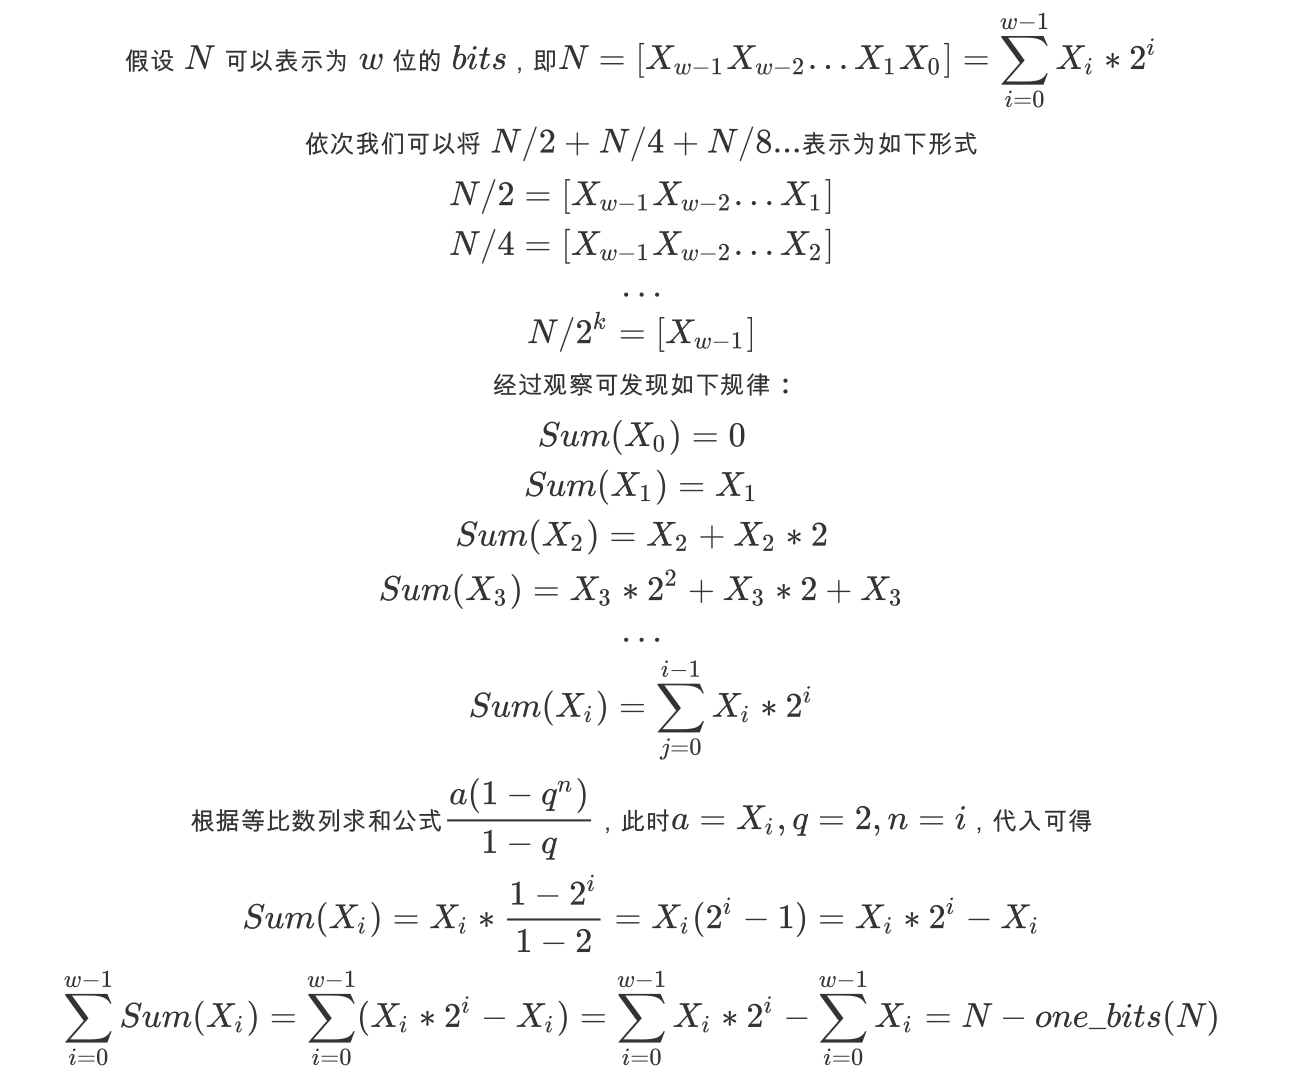 假设 N 可以表示为 w 位的 bits，即N = [X_{w-1}X_{w-2}...X_1X_0] = \sum_{i=0}^{w-1} X_i * 2^i
依次我们可以将 N/2 + N/4 + N/8...表示为如下形式
N/2 = [X_{w-1}X_{w-2}...X_1]
N/4 = [X_{w-1}X_{w-2}...X_2]
...
N/2^k = [X_{w-1}]
经过观察可发现如下规律：
Sum(X_0) = 0
Sum(X_1) = X_1
Sum(X_2) = X_2 + X_2 * 2
Sum(X_3) = X_3 * 2^2 + X_3 * 2 + X_3
...
Sum(X_i) = \sum_{j=0}^{i-1} X_i * 2^i
根据等比数列求和公式\frac{a(1-q^n)}{1-q}，此时a = X_i, q = 2, n = i，代入可得
Sum(X_i) = X_i * \frac{1-2^i}{1-2} = X_i(2^i - 1) = X_i * 2^i - X_i
\sum_{i=0}^{w-1} Sum(X_i) = \sum_{i=0}^{w-1} (X_i * 2^i - X_i) = \sum_{i=0}^{w-1} X_i * 2^i - \sum_{i=0}^{w-1} X_i = N - one_bits(N)